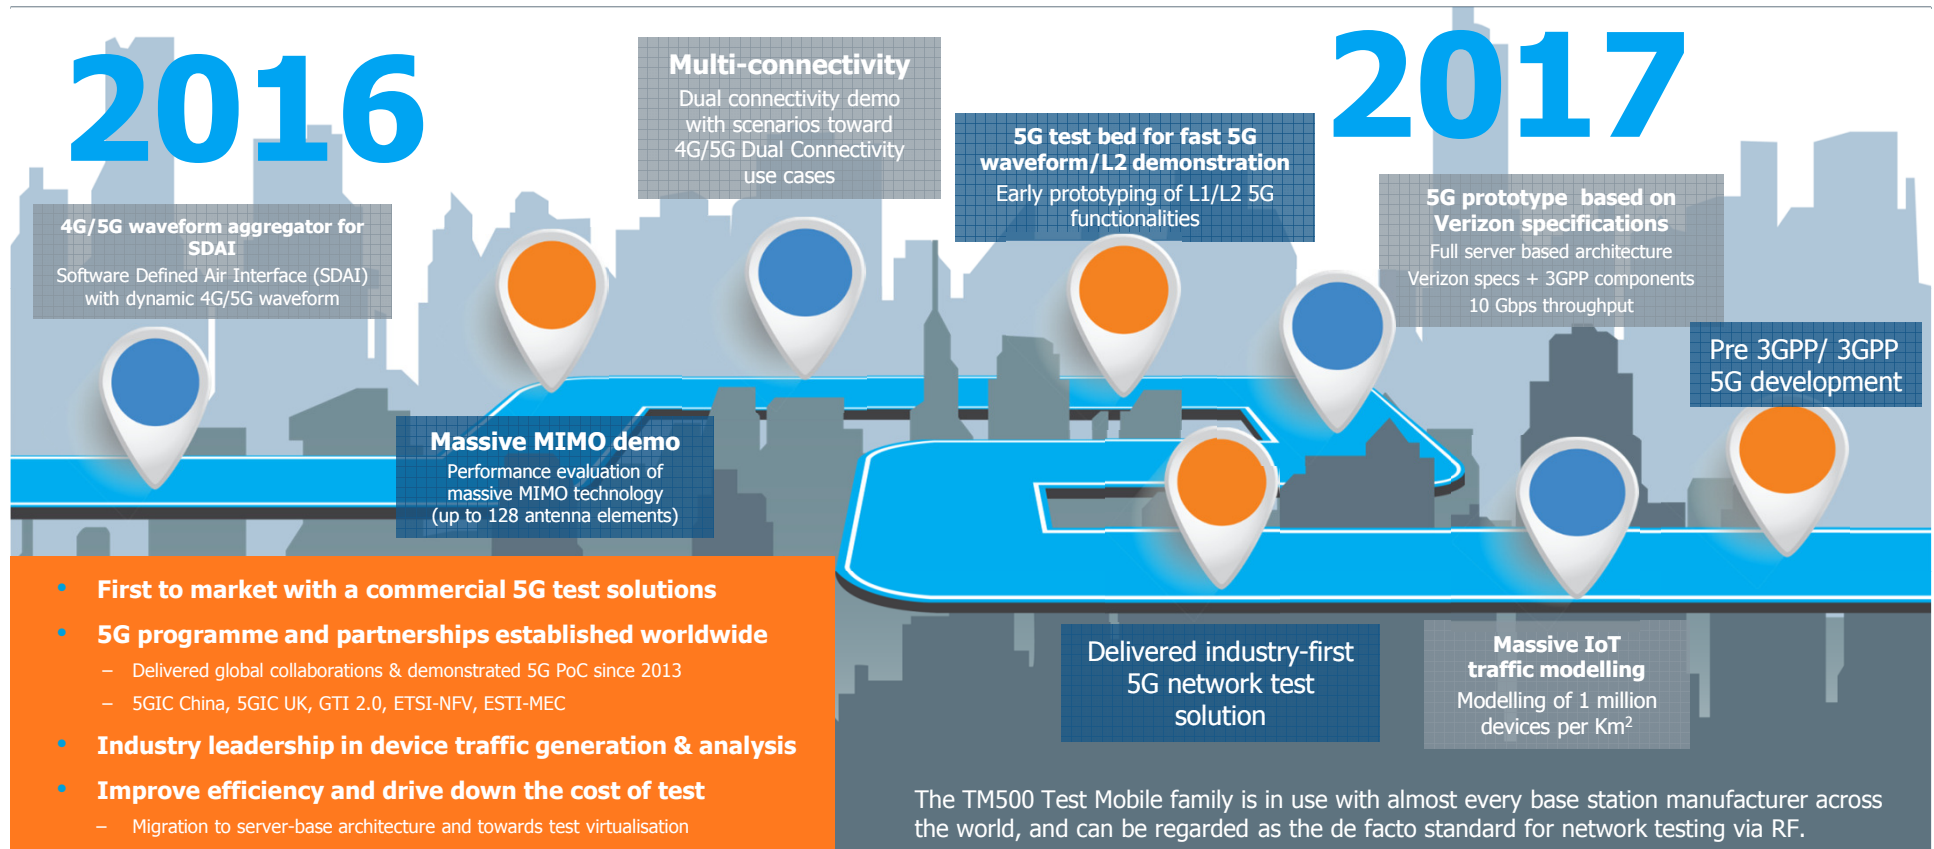 2016
4G/5G waveform aggregator for
SDAI
Software Defined Air Interface (SDAI)
with dynamic 4G/5G waveform
Massive MIMO demo
Performance evaluation of
massive MIMO technology
(up to 128 antenna elements)
Multi-connectivity
Dual connectivity demo
with scenarios toward
4G/5G Dual Connectivity
use cases
5G test bed for fast 5G
waveform/L2 demonstration
Early prototyping of L1/L2 5G
functionalities
2017
5G prototype  based on
Verizon specifications
Full server based architecture
Verizon specs + 3GPP components
10 Gbps throughput
Pre 3GPP/ 3GPP
5G development
Delivered industry-first
5G network test
solution
Massive IoT
traffic modelling
Modelling of 1 million
devices per Km²
• First to market with a commercial 5G test solutions
• 5G programme and partnerships established worldwide
– Delivered global collaborations & demonstrated 5G PoC since 2013
– 5GIC China, 5GIC UK, GTI 2.0, ETSI-NFV, ESTI-MEC
• Industry leadership in device traffic generation & analysis
• Improve efficiency and drive down the cost of test
– Migration to server-base architecture and towards test virtualisation
The TM500 Test Mobile family is in use with almost every base station manufacturer across
the world, and can be regarded as the de facto standard for network testing via RF.